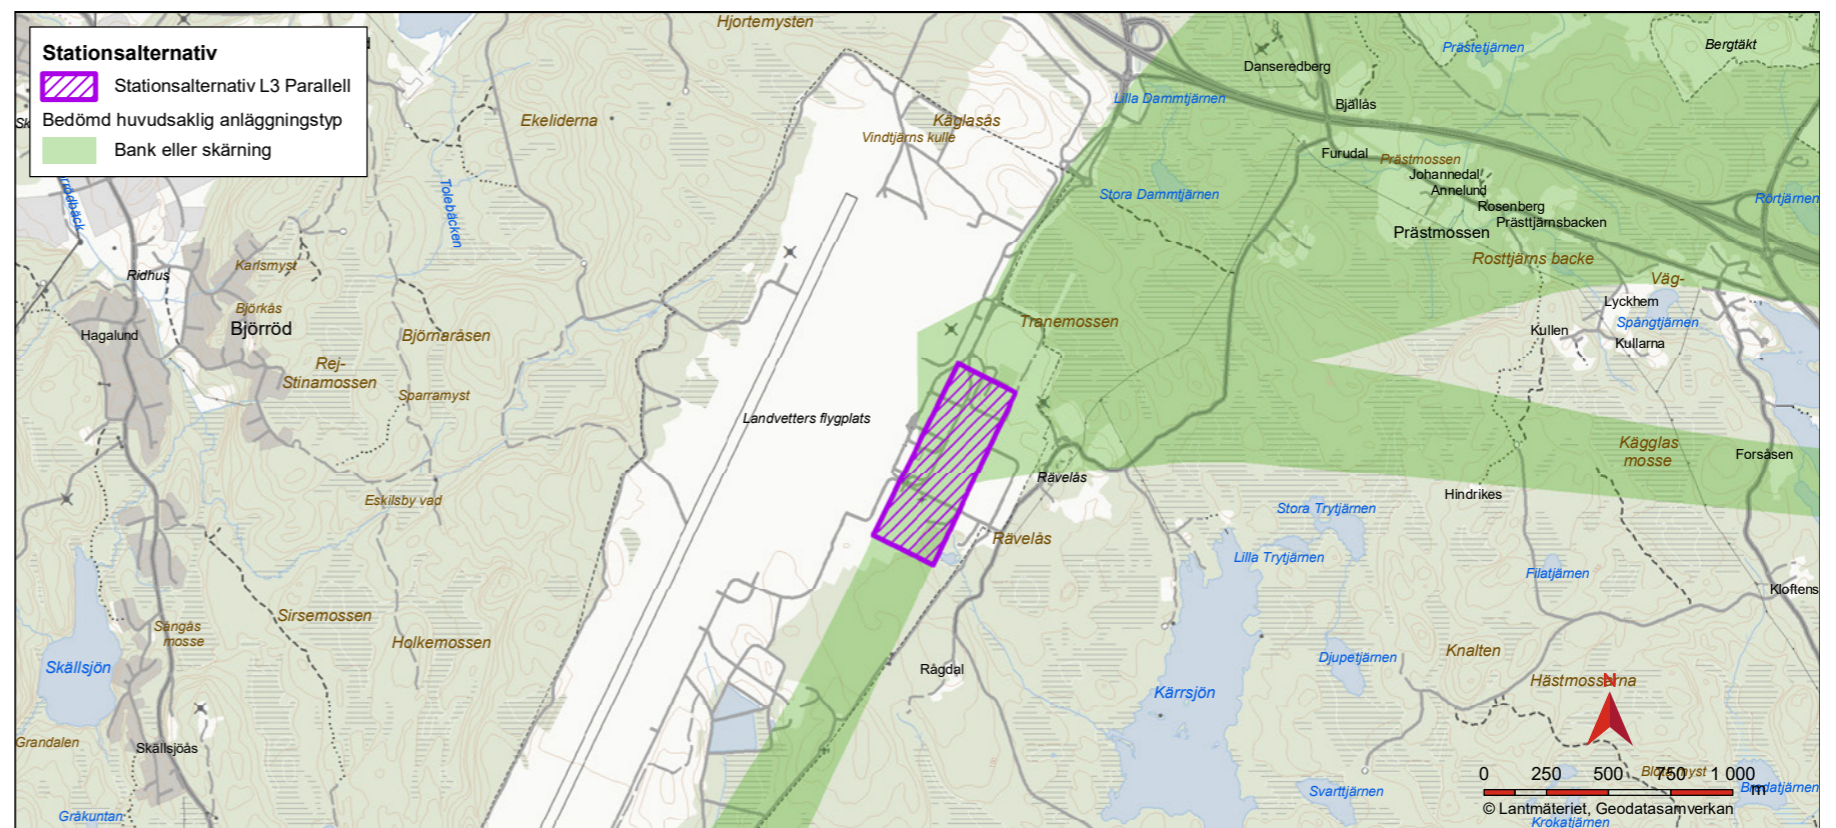 Stationsalternativ
Stationsalternativ L3 Parallell
Bedömd huvudsaklig anläggningstyp
Bank eller skärning
Hjortemysten
Prästetjärnen
Bergtäkt
Danseredberg
Lilla Dammtjärnen
Bjällås
Ekeliderna
Kåglasås
Vindtjärns kulle
Furudal
Prästmossen
Johannedal
Annelund
Stora Dammtjärnen
Rörtjärnen
Rosenberg
Prästtjärnsbacken
Prästmossen
Tolebäcken
Rosttjärns backe
Karlsmyst
Ridhus
Väg-
Lyckhem
Björkås
Björröd
Spångtjärnen
Tranemossen
Kullen
Hagalund
Björnaråsen
Kullarna
Rej-
Stinamossen
Sparramyst
Landvetters flygplats
Kägglas
mosse
Forsåsen
Rävelås
Hindrikes
Eskilsby vad
Stora Trytjärnen
Rävelås
Lilla Trytjärnen
Filatjärnen
Kloftens
Sirsemossen
Sångås
mosse
Holkemossen
Knalten
Djupetjärnen
Skällsjön
Rågdal
Hästmossarna
N
Kärrsjön
Grandalen
Skällsjöås
0 250 500 750 1 000
m
Svarttjärnen
Bredatjärnen
© Lantmäteriet, Geodatasamverkan
Gråkuntan
Krokatjärnen